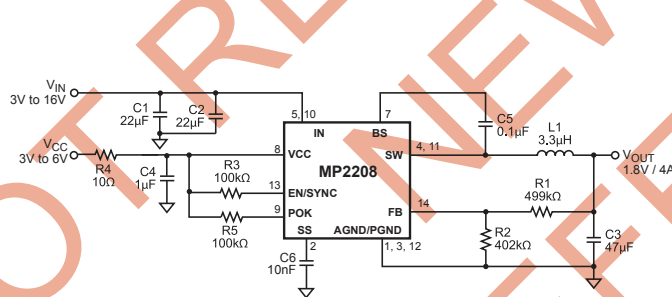 V_IN
3V to 16V
C1
22µF
C2
22µF
5, 10
IN
7
BS
C5
0.1µF
V_CC
3V to 6V
R4
10Ω
C4
1µF
8
VCC
MP2208
SW
4, 11
L1
3.3µH
V_OUT
1.8V / 4A
R3
100kΩ
13
EN/SYNC
R1
499kΩ
R5
100kΩ
9
POK
FB
14
R2
402kΩ
C3
47µF
SS
AGND/PGND
2
1, 3, 12
C6
10nF